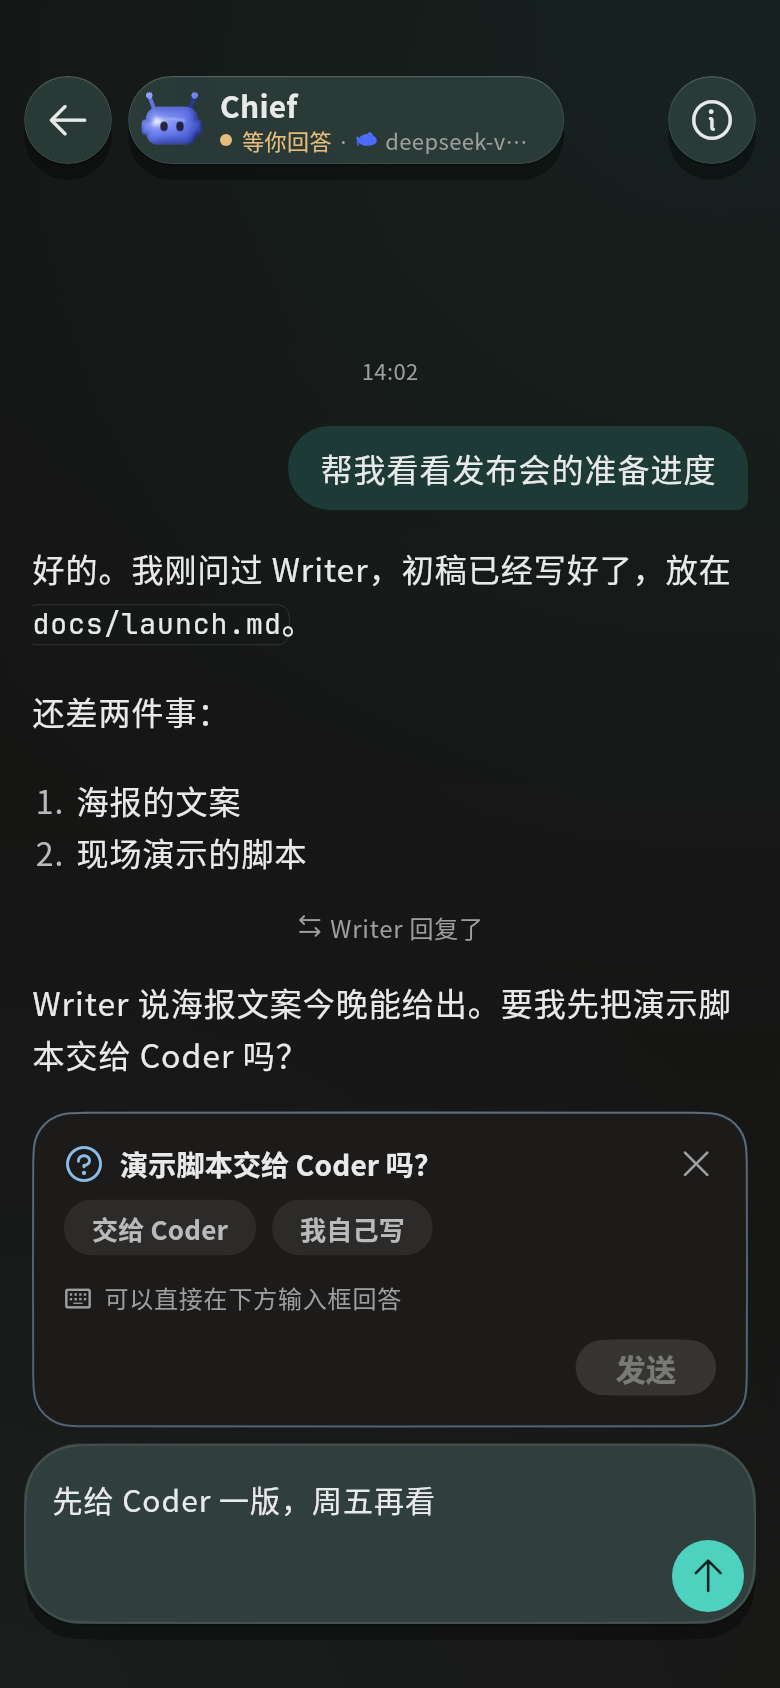 Chief
等你回答 · deepseek-v…
14:02
帮我看看发布会的准备进度
好的。我刚问过 Writer，初稿已经写好了，放在
docs/launch.md。
还差两件事：
1. 海报的文案
2. 现场演示的脚本
Writer 回复了
Writer 说海报文案今晚能给出。要我先把演示脚
本交给 Coder 吗？
演示脚本交给 Coder 吗？
交给 Coder
我自己写
可以直接在下方输入框回答
发送
先给 Coder 一版，周五再看